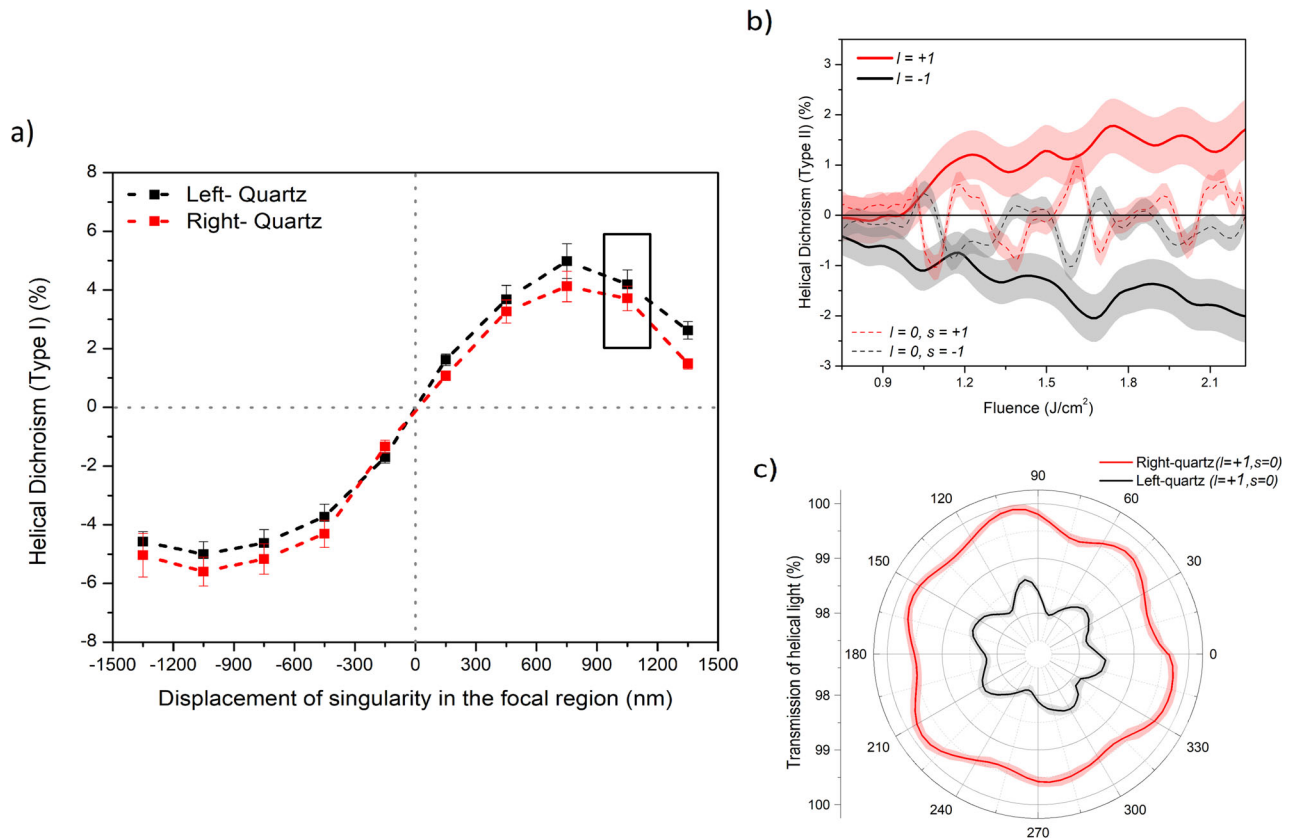 a)
Left- Quartz
Right- Quartz
Helical Dichroism (Type I) (%)
8
6
4
2
0
-2
-4
-6
-8
-1500 -1200 -900 -600 -300 0 300 600 900 1200 1500
Displacement of singularity in the focal region (nm)
b)
l = +1
l = -1
Helical Dichroism (Type II) (%)
3
2
1
0
-1
-2
-3
l = 0, s = +1
l = 0, s = -1
0.9 1.2 1.5 1.8 2.1
Fluence (J/cm²)
c)
Right-quartz(l=+1,s=0)
Left-quartz (l=+1,s=0)
Transmission of helical light (%)
100
99
98
98
99
100
0
30
60
90
120
150
180
210
240
270
300
330